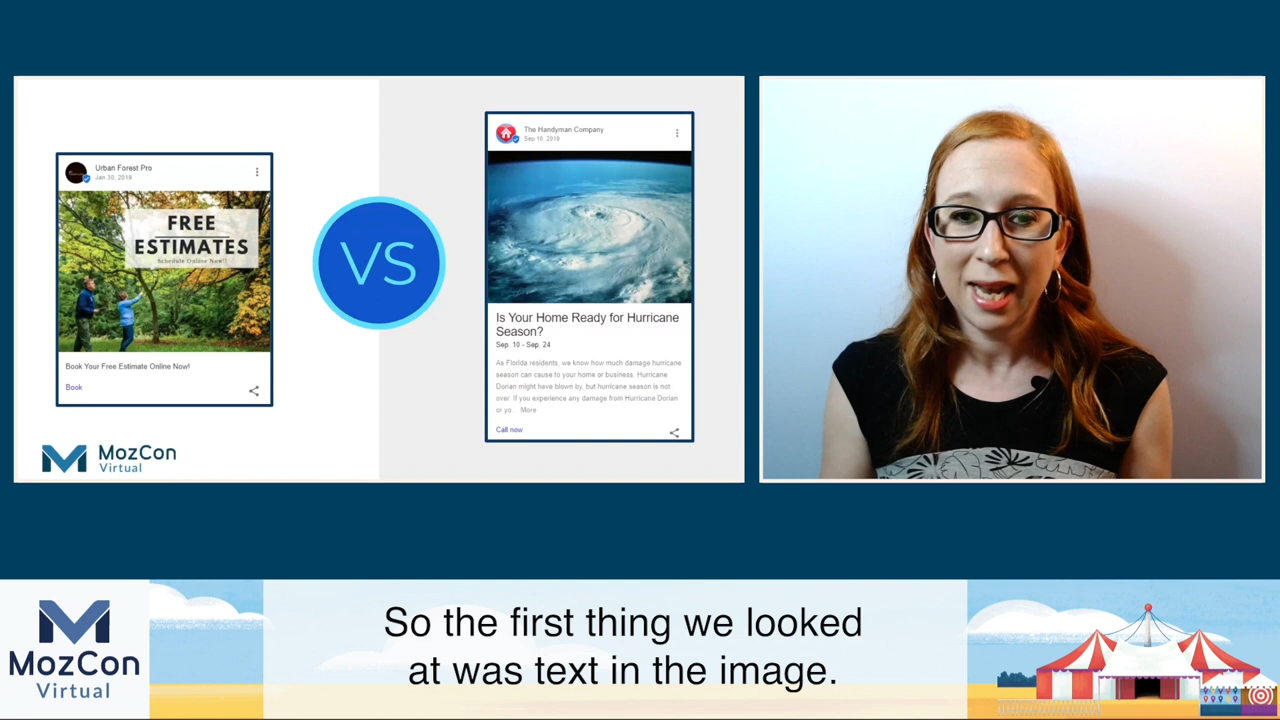 Urban Forest Pro
Jan 30, 2019
FREE
ESTIMATES
Schedule Online Now!!
Book Your Free Estimate Online Now!
Book
VS
The Handyman Company
Sep 16, 2019
Is Your Home Ready for Hurricane
Season?
Sep. 10 - Sep. 24
As Florida residents, we know how much damage hurricane
season can cause to your home or business. Hurricane
Dorian might have blown by, but hurricane season is not
over. If you experience any damage from Hurricane Dorian
or yo... More
Call now
MozCon
Virtual
MozCon
Virtual
So the first thing we looked
at was text in the image.